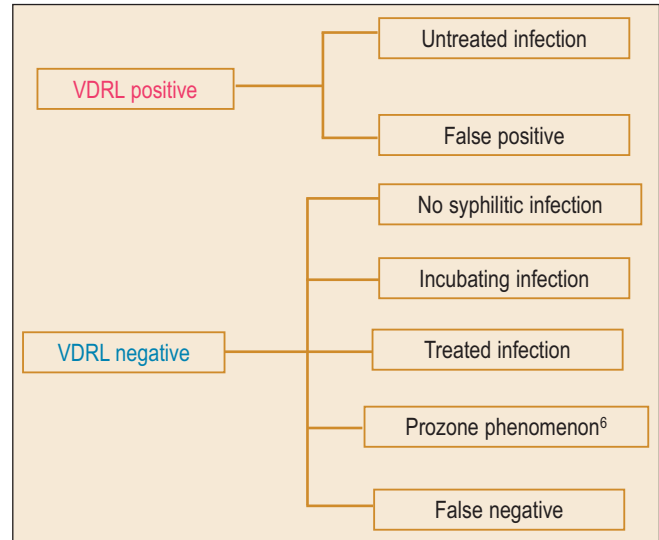 Untreated infection
VDRL positive
False positive
No syphilitic infection
Incubating infection
VDRL negative
Treated infection
Prozone phenomenon⁶
False negative